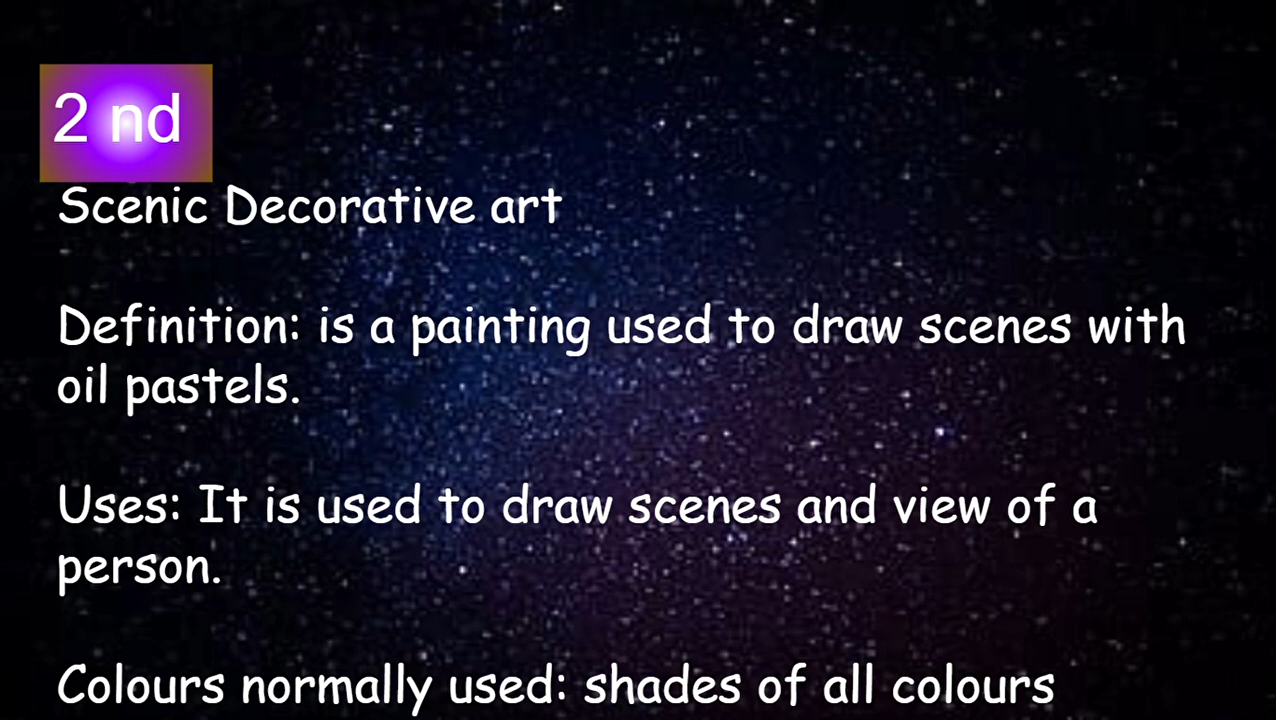 2 nd
Scenic Decorative art
Definition: is a painting used to draw scenes with
oil pastels.
Uses: It is used to draw scenes and view of a
person.
Colours normally used: shades of all colours